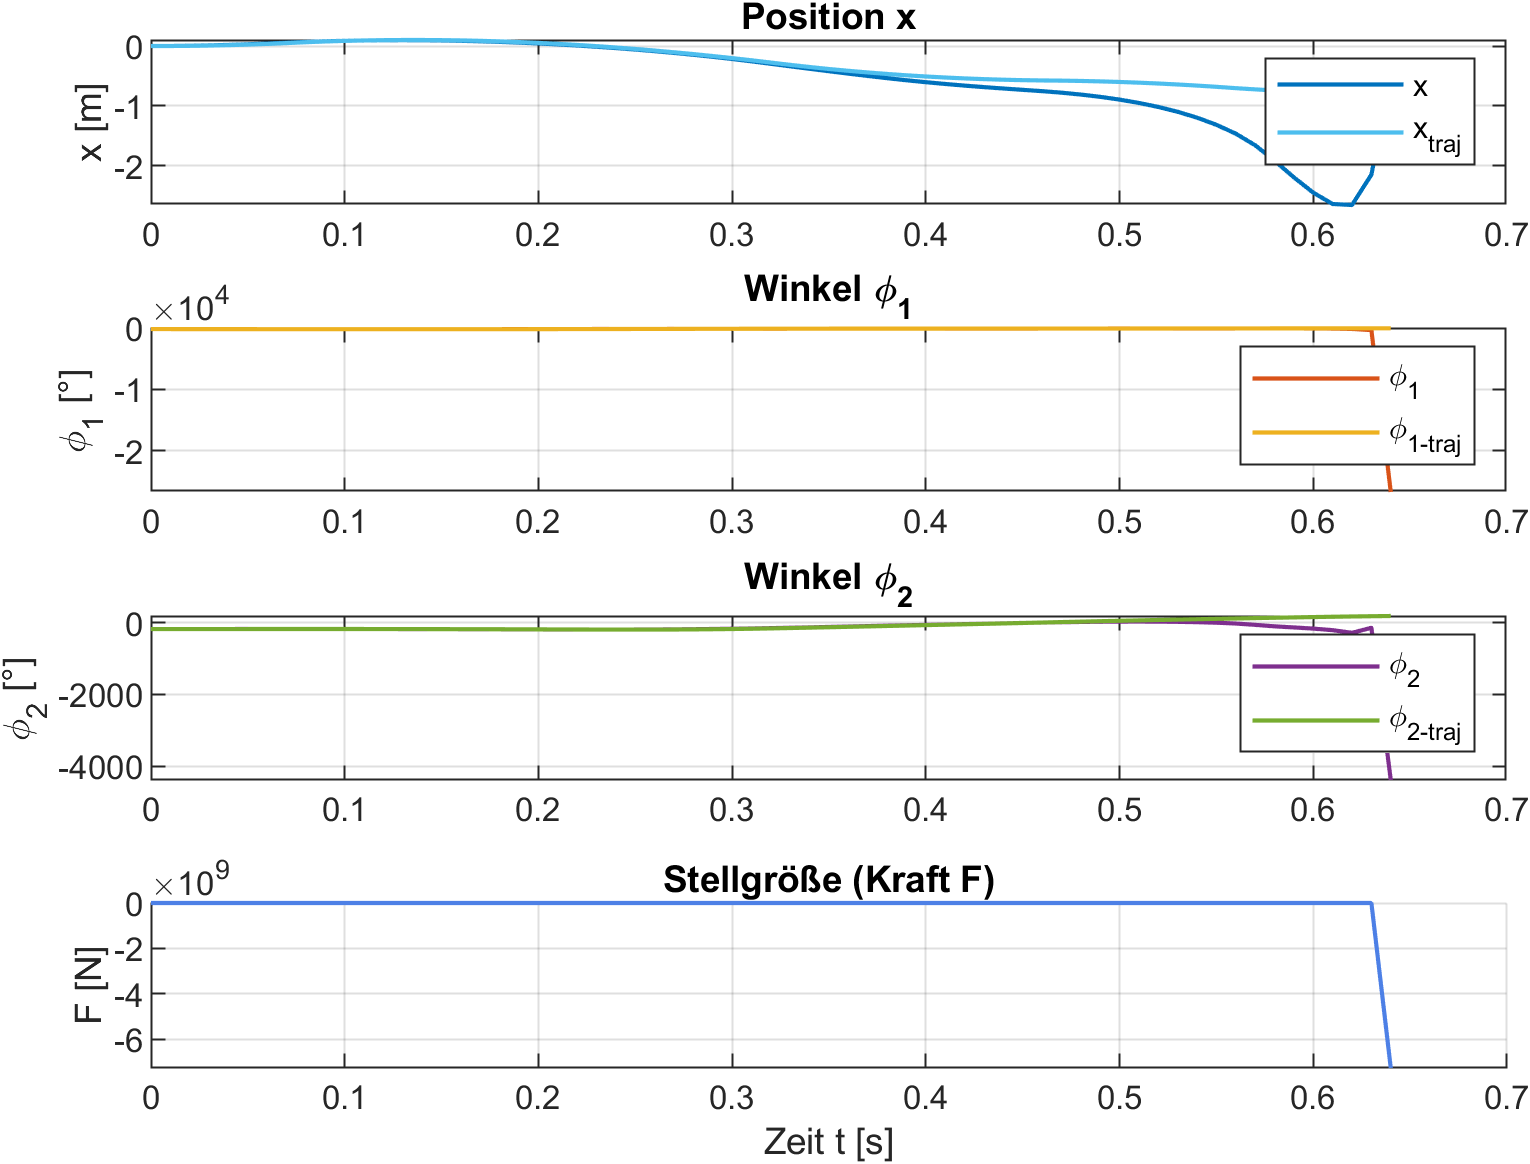 Position x
x [m]
0
-1
-2
x
x_traj
0 0.1 0.2 0.3 0.4 0.5 0.6 0.7
Winkel ϕ_1
×10^4
ϕ_1 [°]
0
-1
-2
ϕ_1
ϕ_1-traj
0 0.1 0.2 0.3 0.4 0.5 0.6 0.7
Winkel ϕ_2
ϕ_2 [°]
0
-2000
-4000
ϕ_2
ϕ_2-traj
0 0.1 0.2 0.3 0.4 0.5 0.6 0.7
Stellgröße (Kraft F)
×10^9
F [N]
0
-2
-4
-6
0 0.1 0.2 0.3 0.4 0.5 0.6 0.7
Zeit t [s]